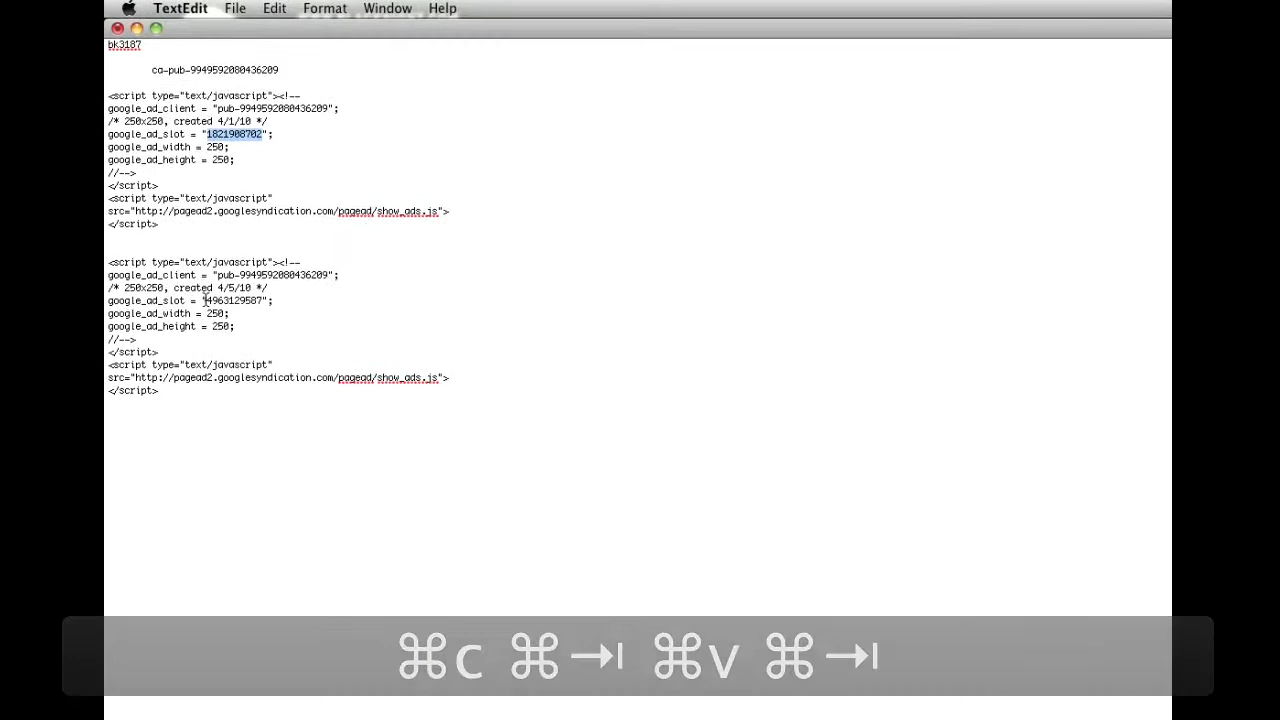 TextEdit File Edit Format Window Help
bk3187
ca-pub-9949592080436209
<script type="text/javascript"><!--
google_ad_client = "pub-9949592080436209";
/* 250x250, created 4/1/10 */
google_ad_slot = "1821908702";
google_ad_width = 250;
google_ad_height = 250;
//-->
</script>
<script type="text/javascript"
src="http://pagead2.googlesyndication.com/pagead/show_ads.js">
</script>
<script type="text/javascript"><!--
google_ad_client = "pub-9949592080436209";
/* 250x250, created 4/5/10 */
google_ad_slot = "4963129587";
google_ad_width = 250;
google_ad_height = 250;
//-->
</script>
<script type="text/javascript"
src="http://pagead2.googlesyndication.com/pagead/show_ads.js">
</script>
⌘C ⌘⇥ ⌘V ⌘⇥